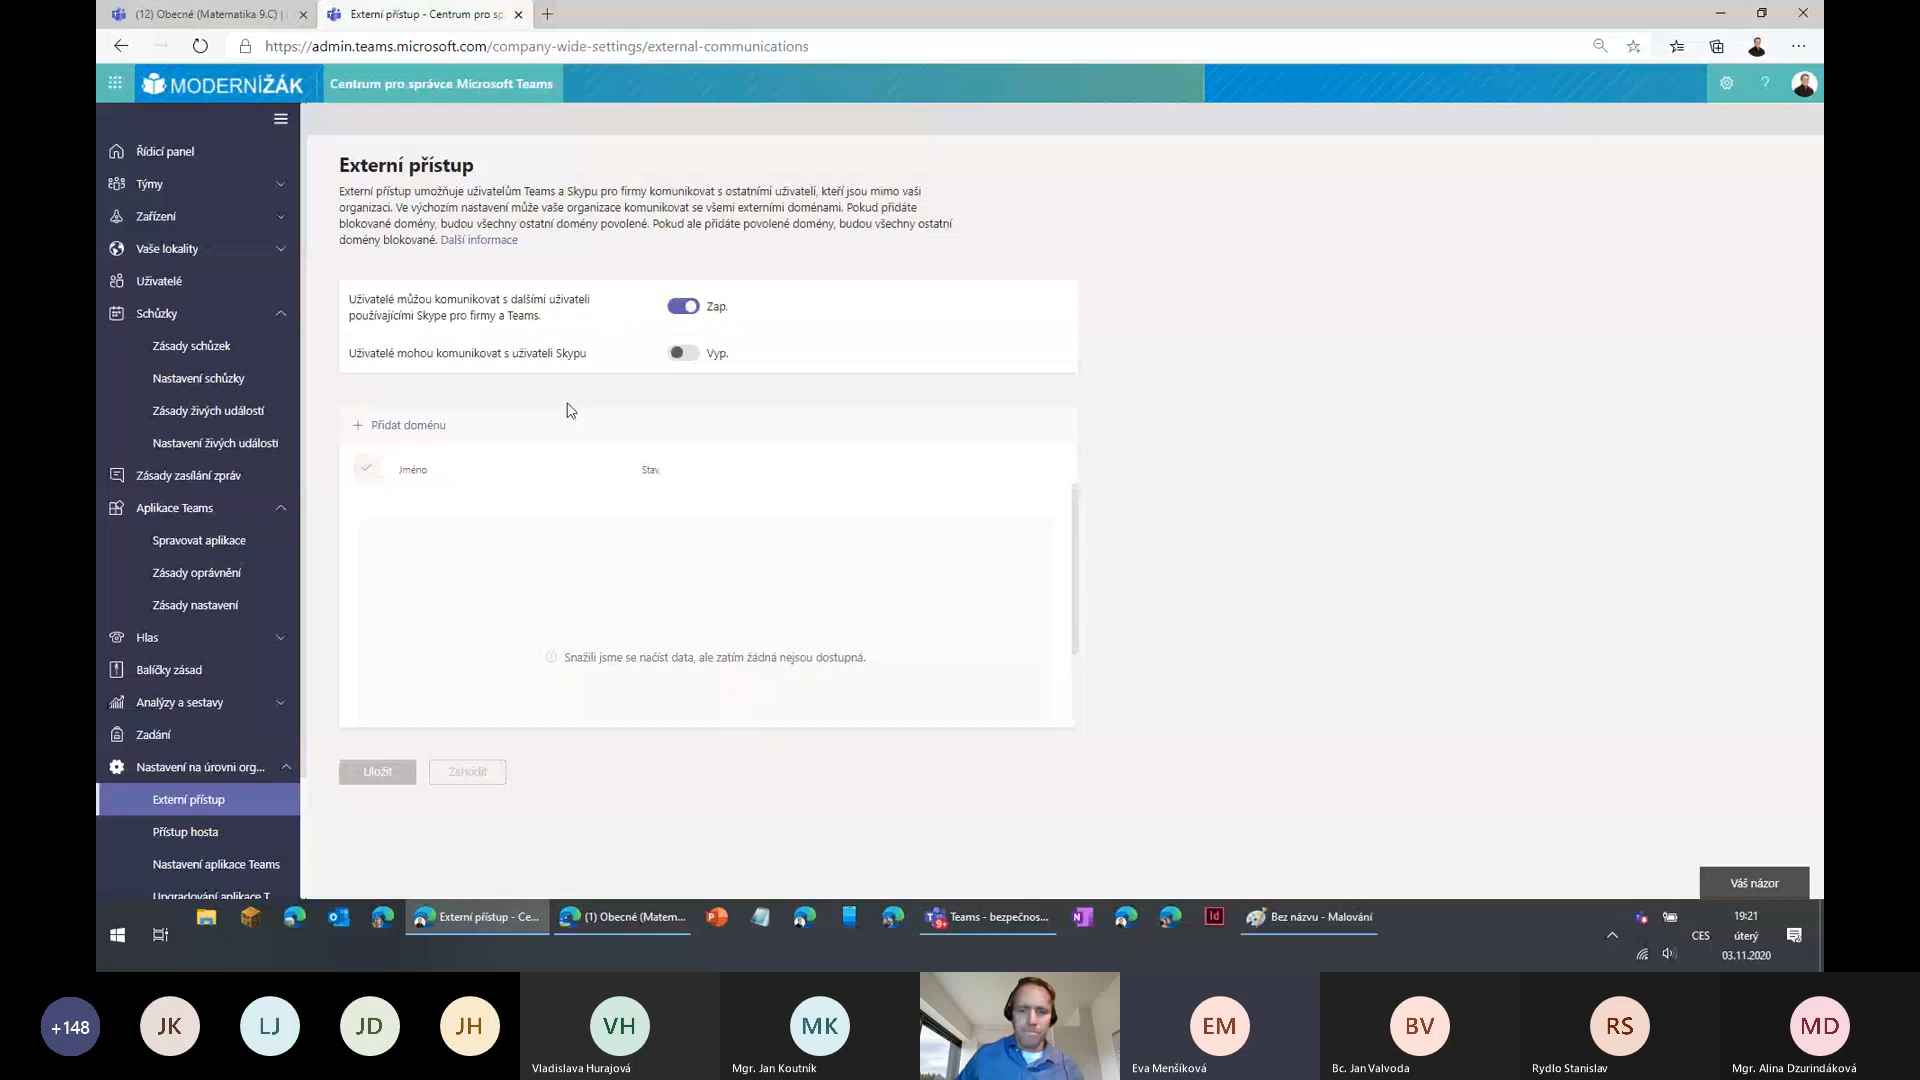 (12) Obecné (Matematika 9.C) |
Externí přístup - Centrum pro sp
https://admin.teams.microsoft.com/company-wide-settings/external-communications
MODERNÍŽÁK
Centrum pro správce Microsoft Teams
?
Řídicí panel
Týmy
Zařízení
Vaše lokality
Uživatelé
Schůzky
Zásady schůzek
Nastavení schůzky
Zásady živých událostí
Nastavení živých událostí
Zásady zasílání zpráv
Aplikace Teams
Spravovat aplikace
Zásady oprávnění
Zásady nastavení
Hlas
Balíčky zásad
Analýzy a sestavy
Zadání
Nastavení na úrovni org...
Externí přístup
Přístup hosta
Nastavení aplikace Teams
Upgradování aplikace T
Externí přístup
Externí přístup umožňuje uživatelům Teams a Skypu pro firmy komunikovat s ostatními uživateli, kteří jsou mimo vaši
organizaci. Ve výchozím nastavení může vaše organizace komunikovat se všemi externími doménami. Pokud přidáte
blokované domény, budou všechny ostatní domény povolené. Pokud ale přidáte povolené domény, budou všechny ostatní
domény blokované. Další informace
Uživatelé můžou komunikovat s dalšími uživateli
používajícími Skype pro firmy a Teams.
Zap.
Uživatelé mohou komunikovat s uživateli Skypu
Vyp.
+ Přidat doménu
Jméno
Stav
Snažili jsme se načíst data, ale zatím žádná nejsou dostupná.
Uložit
Zahodit
Váš názor
Externí přístup - Ce...
(1) Obecné (Matem...
Teams - bezpečnos...
9+
Id
Bez názvu - Malování
CES
19:21
úterý
03.11.2020
+148
JK
LJ
JD
JH
VH
Vladislava Hurajová
MK
Mgr. Jan Koutník
EM
Eva Menšíková
BV
Bc. Jan Valvoda
RS
Rydlo Stanislav
MD
Mgr. Alina Dzurindáková